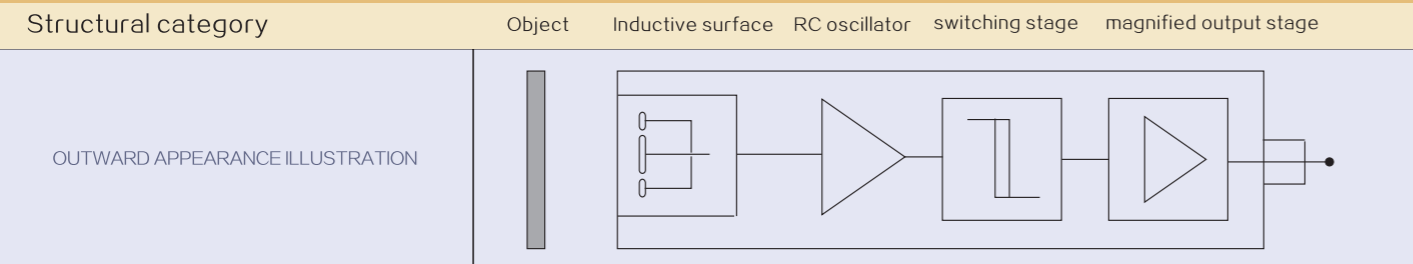 Structural category Object Inductive surface RC oscillator switching stage magnified output stage
OUTWARD APPEARANCE ILLUSTRATION